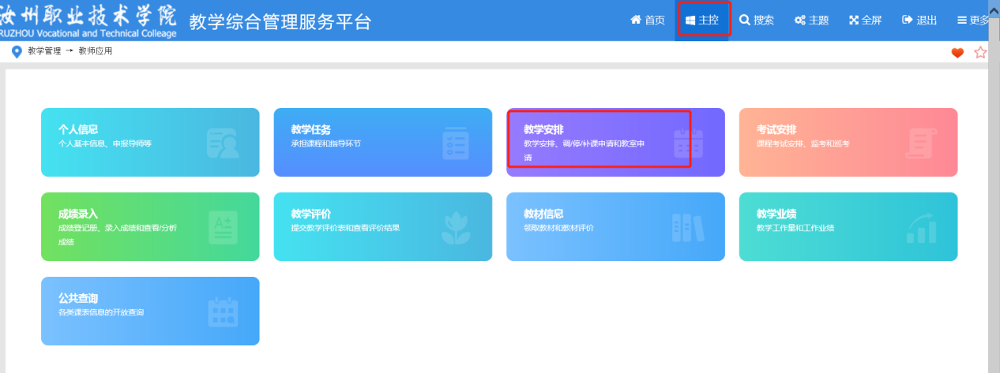 汝州职业技术学院 教学综合管理服务平台 首页 主控 搜索 主题 全屏 退出 更多
RUZHOU Vocational and Technical Colleage
教学管理 → 教师应用
个人信息
个人基本信息、申报导师等
教学任务
承担课程和指导环节
教学安排
教学安排、调/停/补课申请和教室申
请
考试安排
课程考试安排、监考和巡考
成绩录入
成绩登记册、录入成绩和查看/分析
成绩
教学评价
提交教学评价表和查看评价结果
教材信息
领取教材和教材评价
教学业绩
教学工作量和工作业绩
公共查询
各类课表信息的开放查询